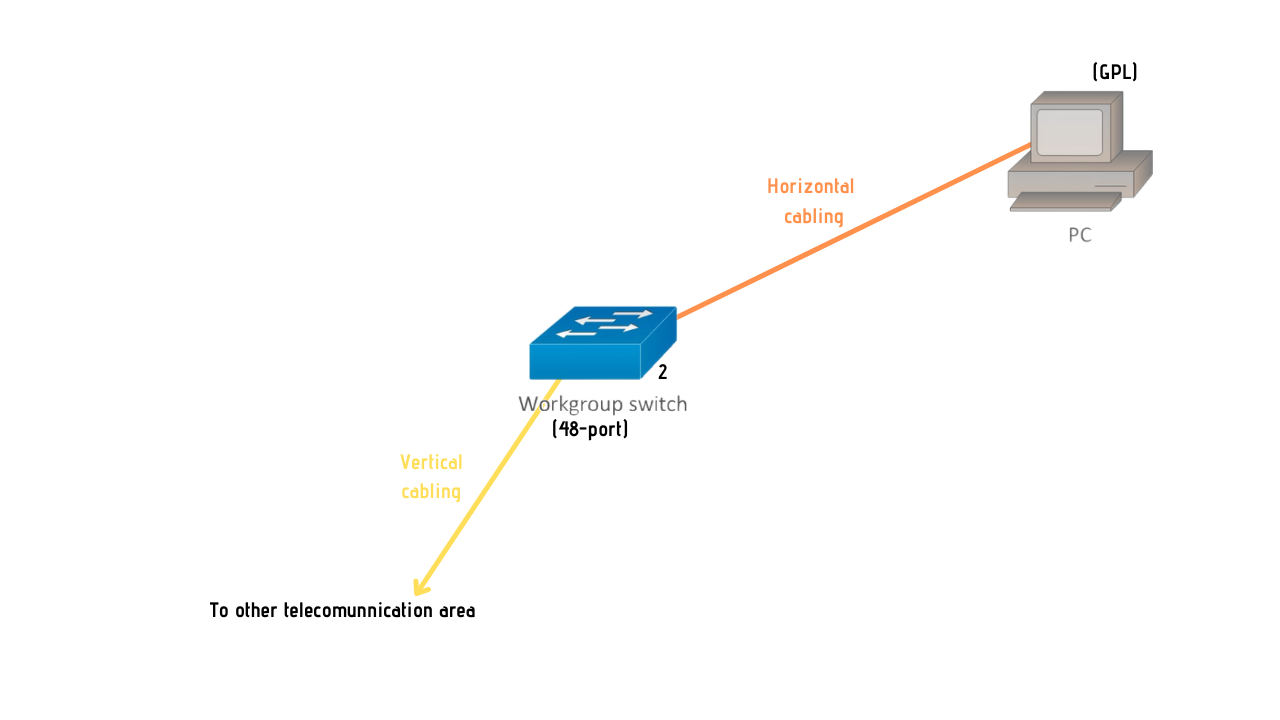 (GPL)
Horizontal
cabling
PC
2
Workgroup switch
(48-port)
Vertical
cabling
To other telecomunnication area